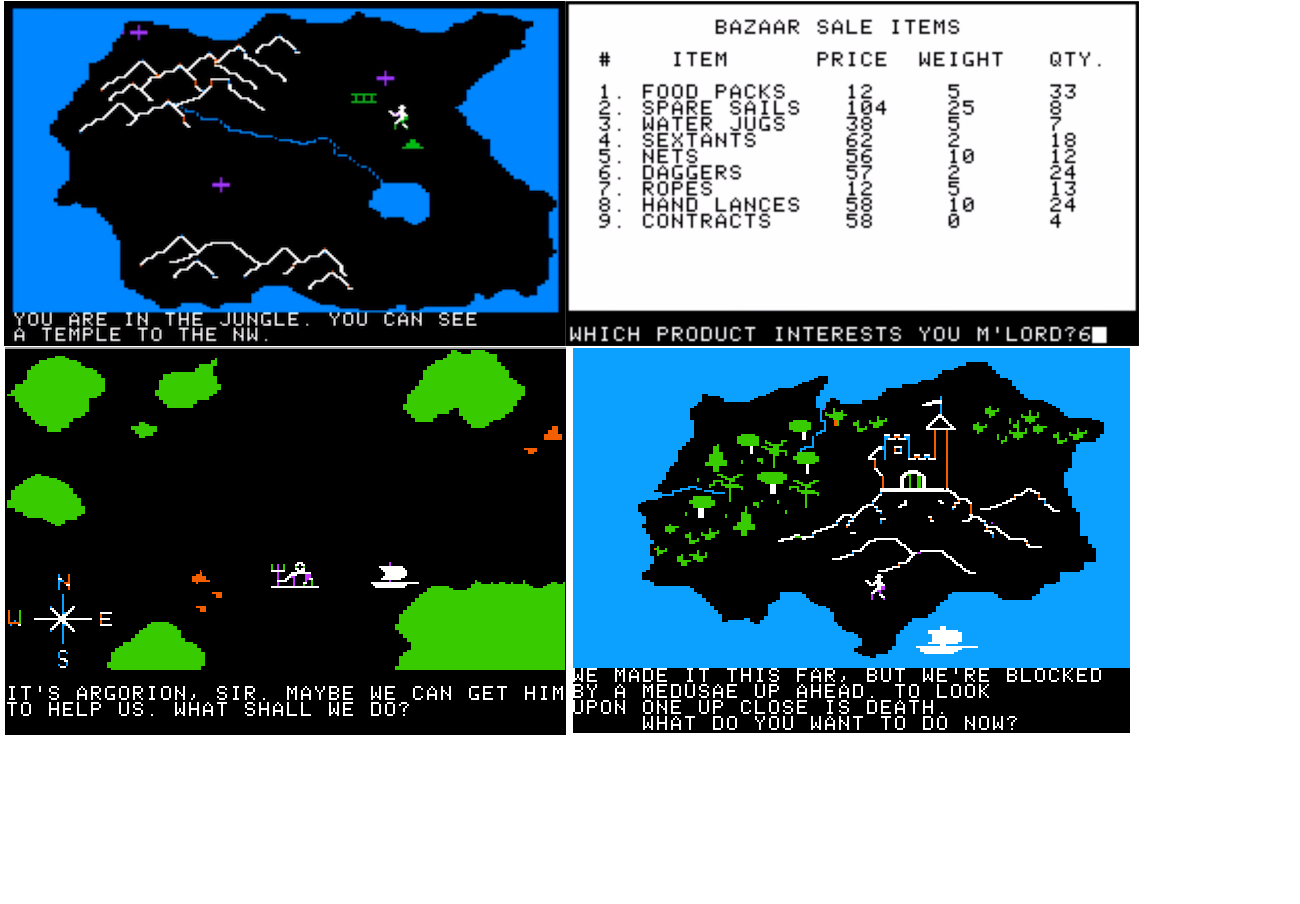 YOU ARE IN THE JUNGLE. YOU CAN SEE
A TEMPLE TO THE NW.
BAZAAR SALE ITEMS
# ITEM PRICE WEIGHT QTY.
1. FOOD PACKS 12 5 33
2. SPARE SAILS 104 25 8
3. WATER JUGS 38 5 7
4. SEXTANTS 62 2 18
5. NETS 56 10 12
6. DAGGERS 57 2 24
7. ROPES 12 5 13
8. HAND LANCES 58 10 24
9. CONTRACTS 58 0 4
WHICH PRODUCT INTERESTS YOU M'LORD?6
N
W E
S
IT'S ARGORION, SIR. MAYBE WE CAN GET HIM
TO HELP US. WHAT SHALL WE DO?
WE MADE IT THIS FAR, BUT WE'RE BLOCKED
BY A MEDUSAE UP AHEAD. TO LOOK
UPON ONE UP CLOSE IS DEATH.
WHAT DO YOU WANT TO DO NOW?